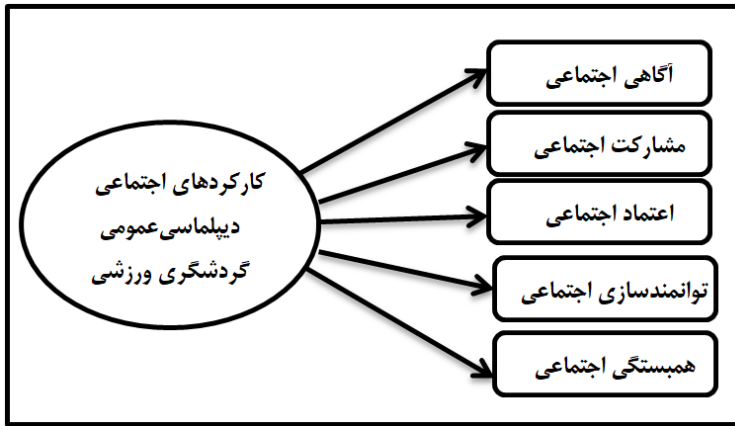 کارکردهای اجتماعی
دیپلماسی‌عمومی
گردشگری ورزشی
آگاهی اجتماعی
مشارکت اجتماعی
اعتماد اجتماعی
توانمندسازی اجتماعی
همبستگی اجتماعی